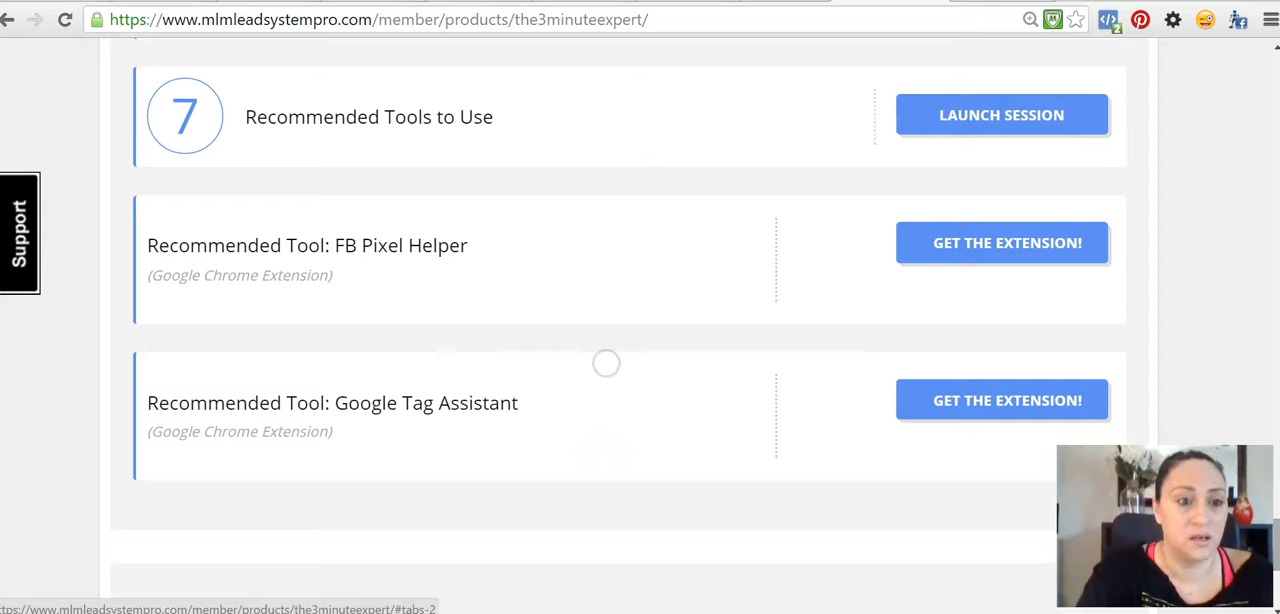 https://www.mlmleadsystempro.com/member/products/the3minuteexpert/
2
7
Recommended Tools to Use
LAUNCH SESSION
Support
Recommended Tool: FB Pixel Helper
(Google Chrome Extension)
GET THE EXTENSION!
Recommended Tool: Google Tag Assistant
(Google Chrome Extension)
GET THE EXTENSION!
ttps://www.mlmleadsystempro.com/member/products/the3minuteexpert/#tabs-2